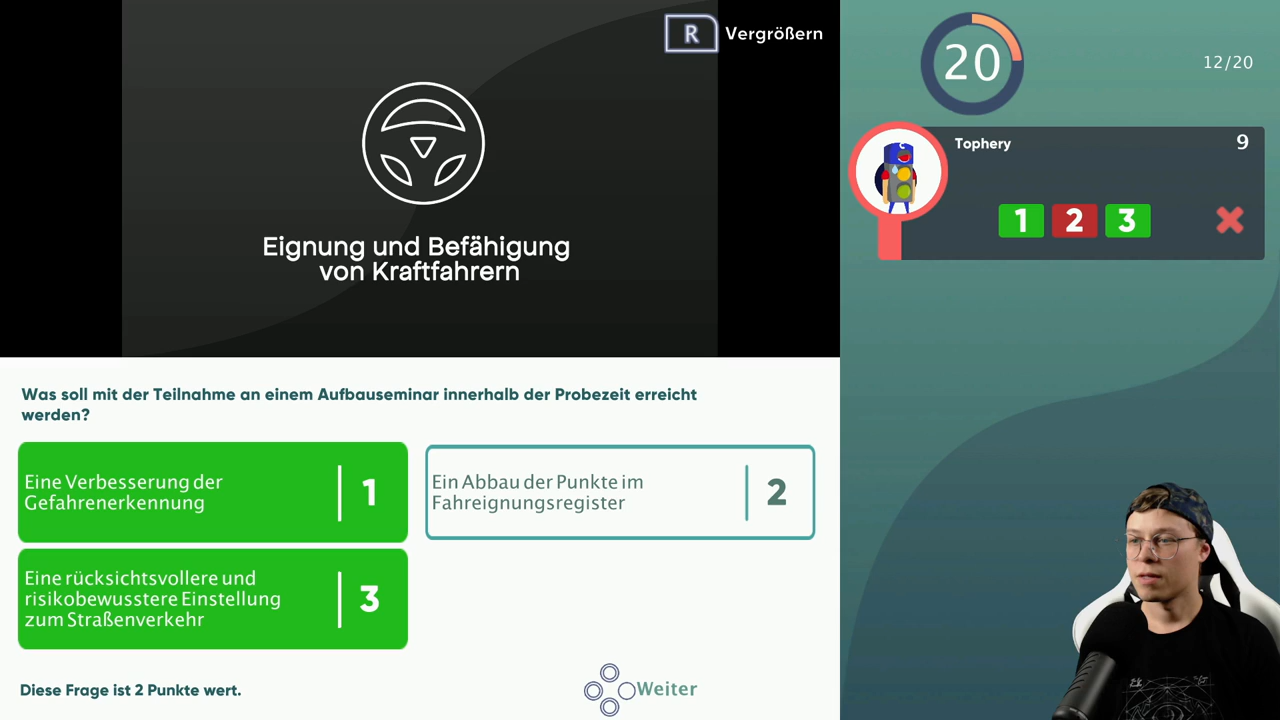 R Vergrößern
20
12/20
Eignung und Befähigung
von Kraftfahrern
Tophery 9
1 2 3
Was soll mit der Teilnahme an einem Aufbauseminar innerhalb der Probezeit erreicht
werden?
Eine Verbesserung der
Gefahrenerkennung
1
Ein Abbau der Punkte im
Fahreignungsregister
2
Eine rücksichtsvollere und
risikobewusstere Einstellung
zum Straßenverkehr
3
Diese Frage ist 2 Punkte wert.
Weiter